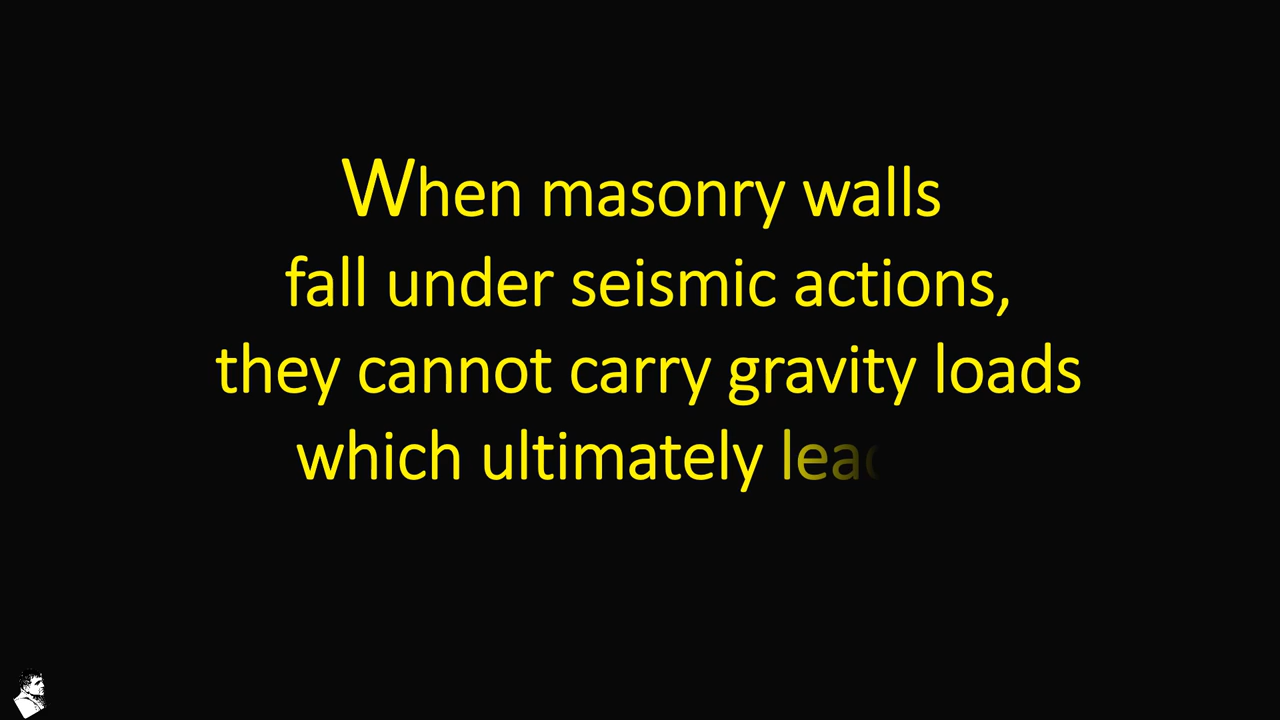 When masonry walls
fall under seismic actions,
they cannot carry gravity loads
which ultimately